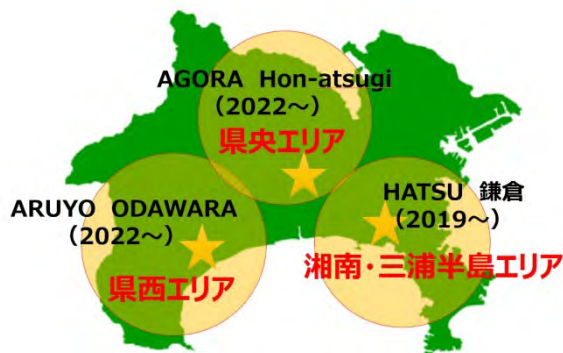 AGORA Hon-atsugi
（2022～）
県央エリア
ARUYO ODAWARA
（2022～）
県西エリア
HATSU 鎌倉
（2019～）
湘南・三浦半島エリア